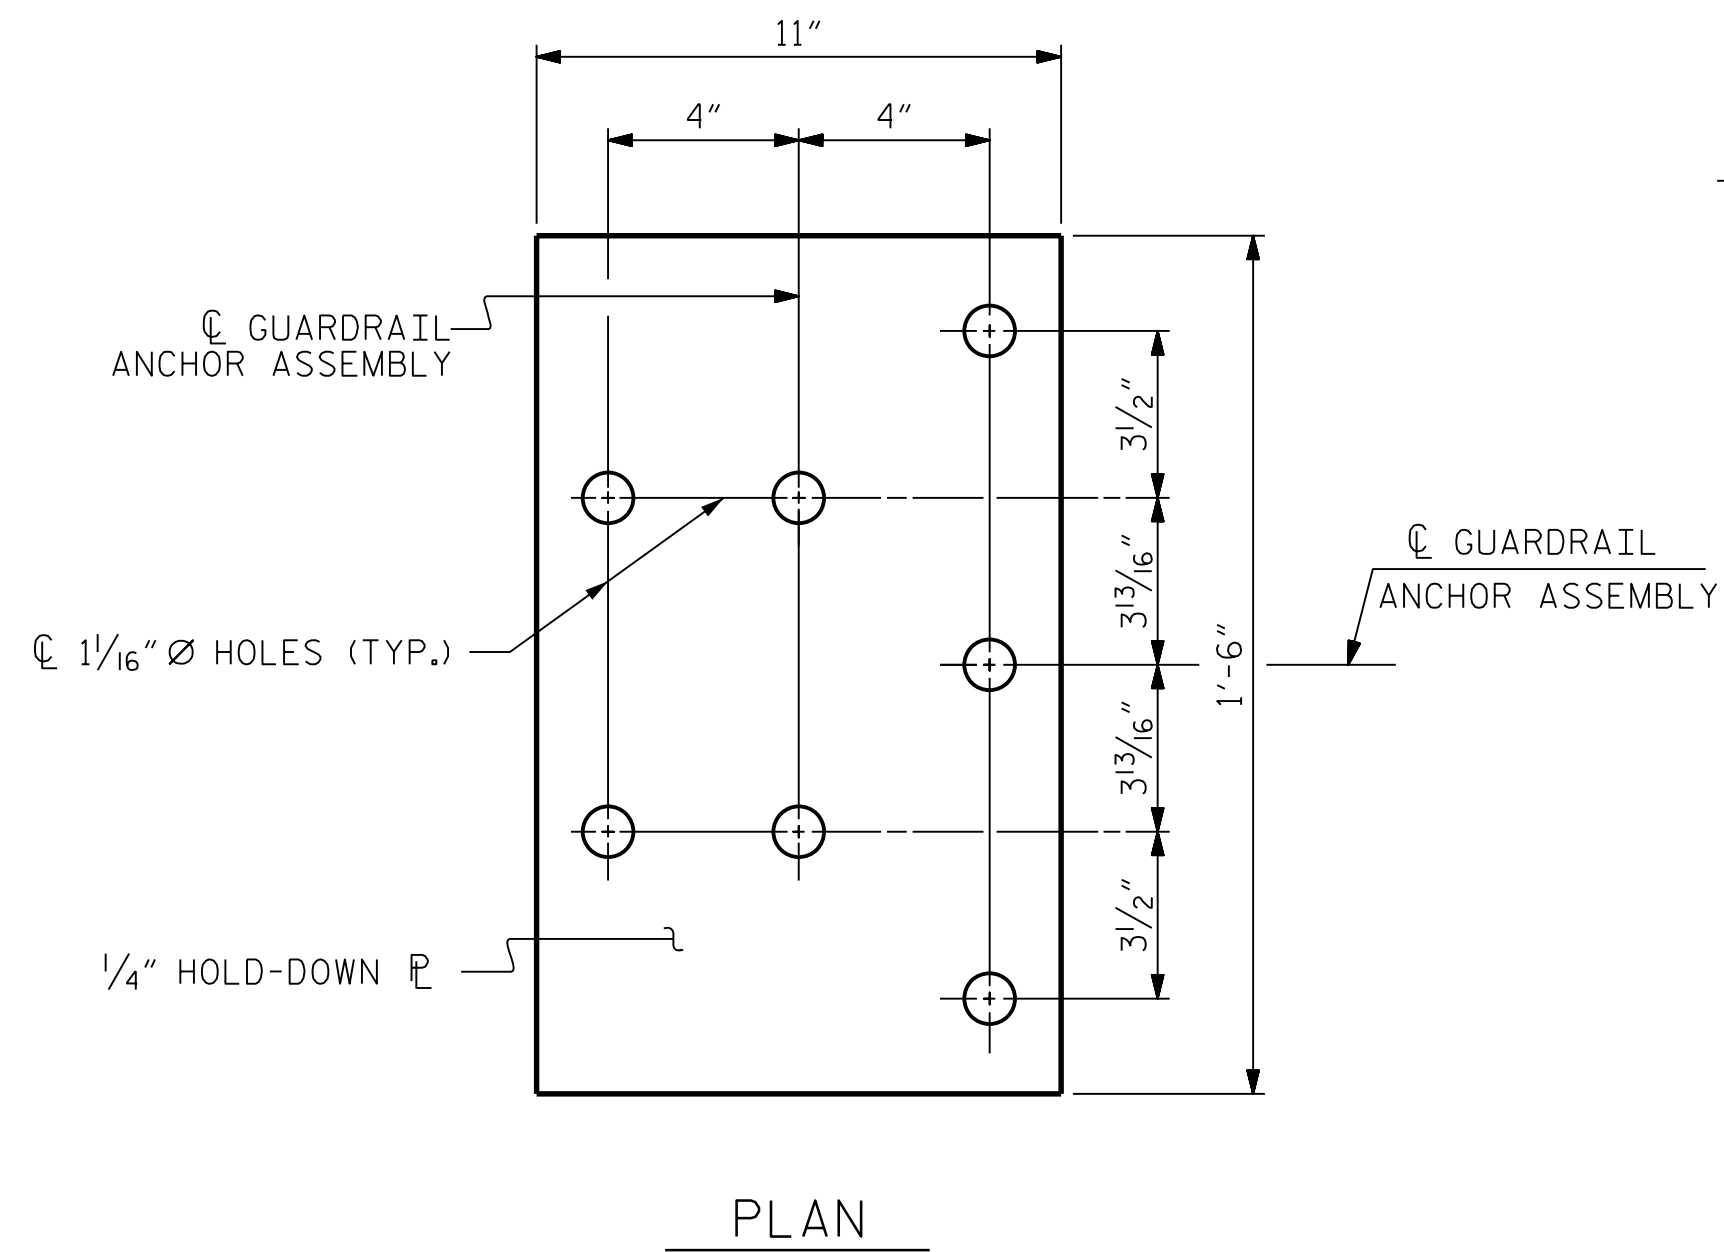 11"
4" 4"
℄ GUARDRAIL
ANCHOR ASSEMBLY
3 1/2"
3 13/16"
℄ GUARDRAIL
ANCHOR ASSEMBLY
℄ 1 1/16" Ø HOLES (TYP.)
1'-6"
3 13/16"
3 1/2"
1/4" HOLD-DOWN ⅊
PLAN